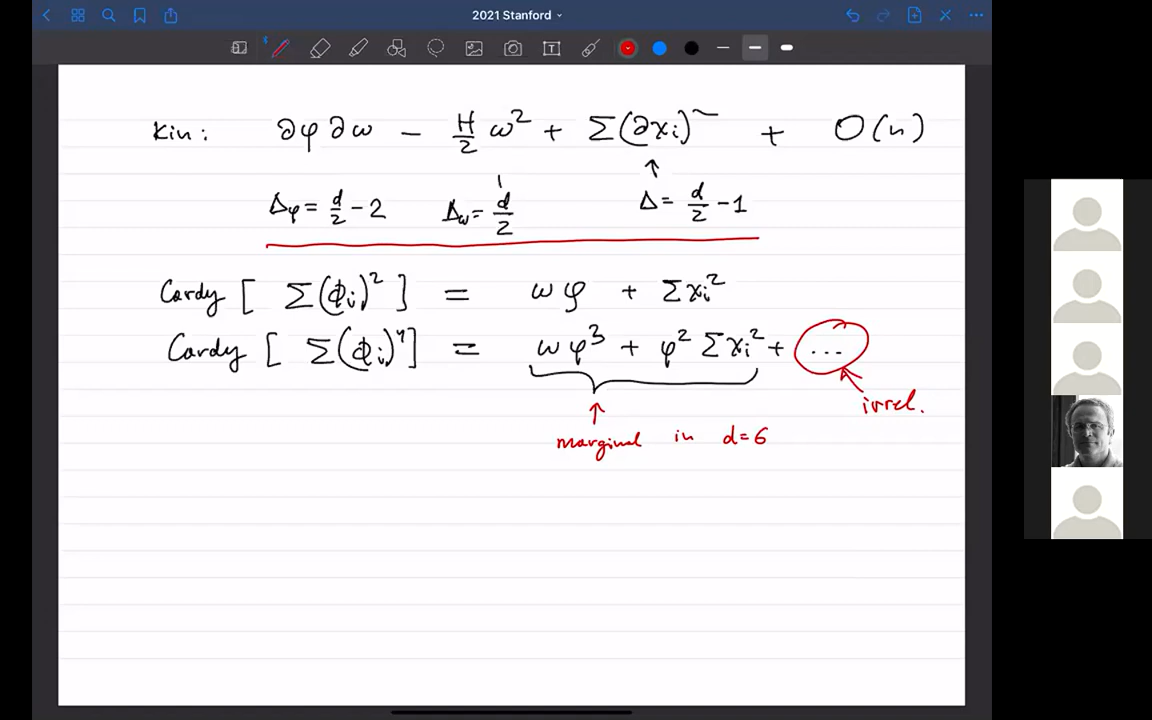 2021 Stanford
Kin: ∂φ ∂ω − H/2 ω² + Σ(∂χi)² + O(n)
Δφ = d/2 − 2 Δω = d/2 Δ = d/2 − 1
Cardy [ Σ(ϕi)² ] = ωφ + Σχi²
Cardy [ Σ(ϕi)⁴ ] = ωφ³ + φ² Σχi² + ...
irrel.
marginal in d=6